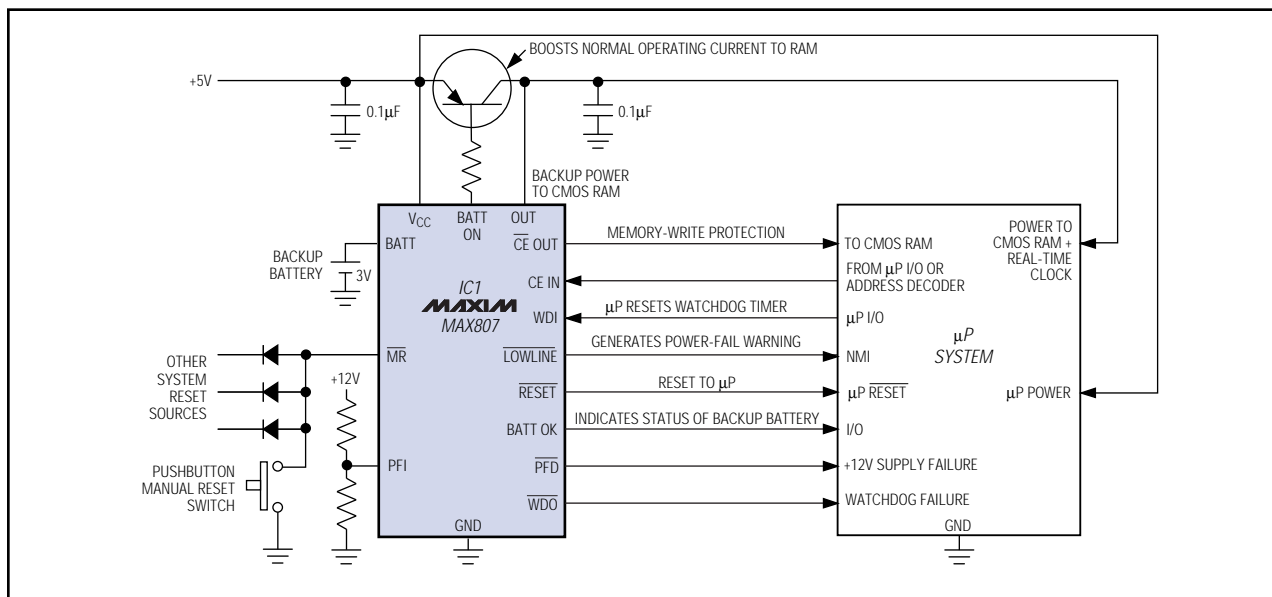 BOOSTS NORMAL OPERATING CURRENT TO RAM
+5V
0.1µF
0.1µF
BACKUP POWER
TO CMOS RAM
VCC
BATT
ON
OUT
BATT
CE OUT
MEMORY-WRITE PROTECTION
TO CMOS RAM
POWER TO
CMOS RAM +
REAL-TIME
CLOCK
BACKUP
BATTERY
3V
IC1
MAXIM
MAX807
CE IN
FROM µP I/O OR
ADDRESS DECODER
WDI
µP RESETS WATCHDOG TIMER
µP I/O
µP
SYSTEM
MR
LOWLINE
GENERATES POWER-FAIL WARNING
NMI
OTHER
SYSTEM
RESET
SOURCES
+12V
RESET
RESET TO µP
µP RESET
µP POWER
BATT OK
INDICATES STATUS OF BACKUP BATTERY
I/O
PUSHBUTTON
MANUAL RESET
SWITCH
PFI
PFD
+12V SUPPLY FAILURE
WDO
WATCHDOG FAILURE
GND
GND